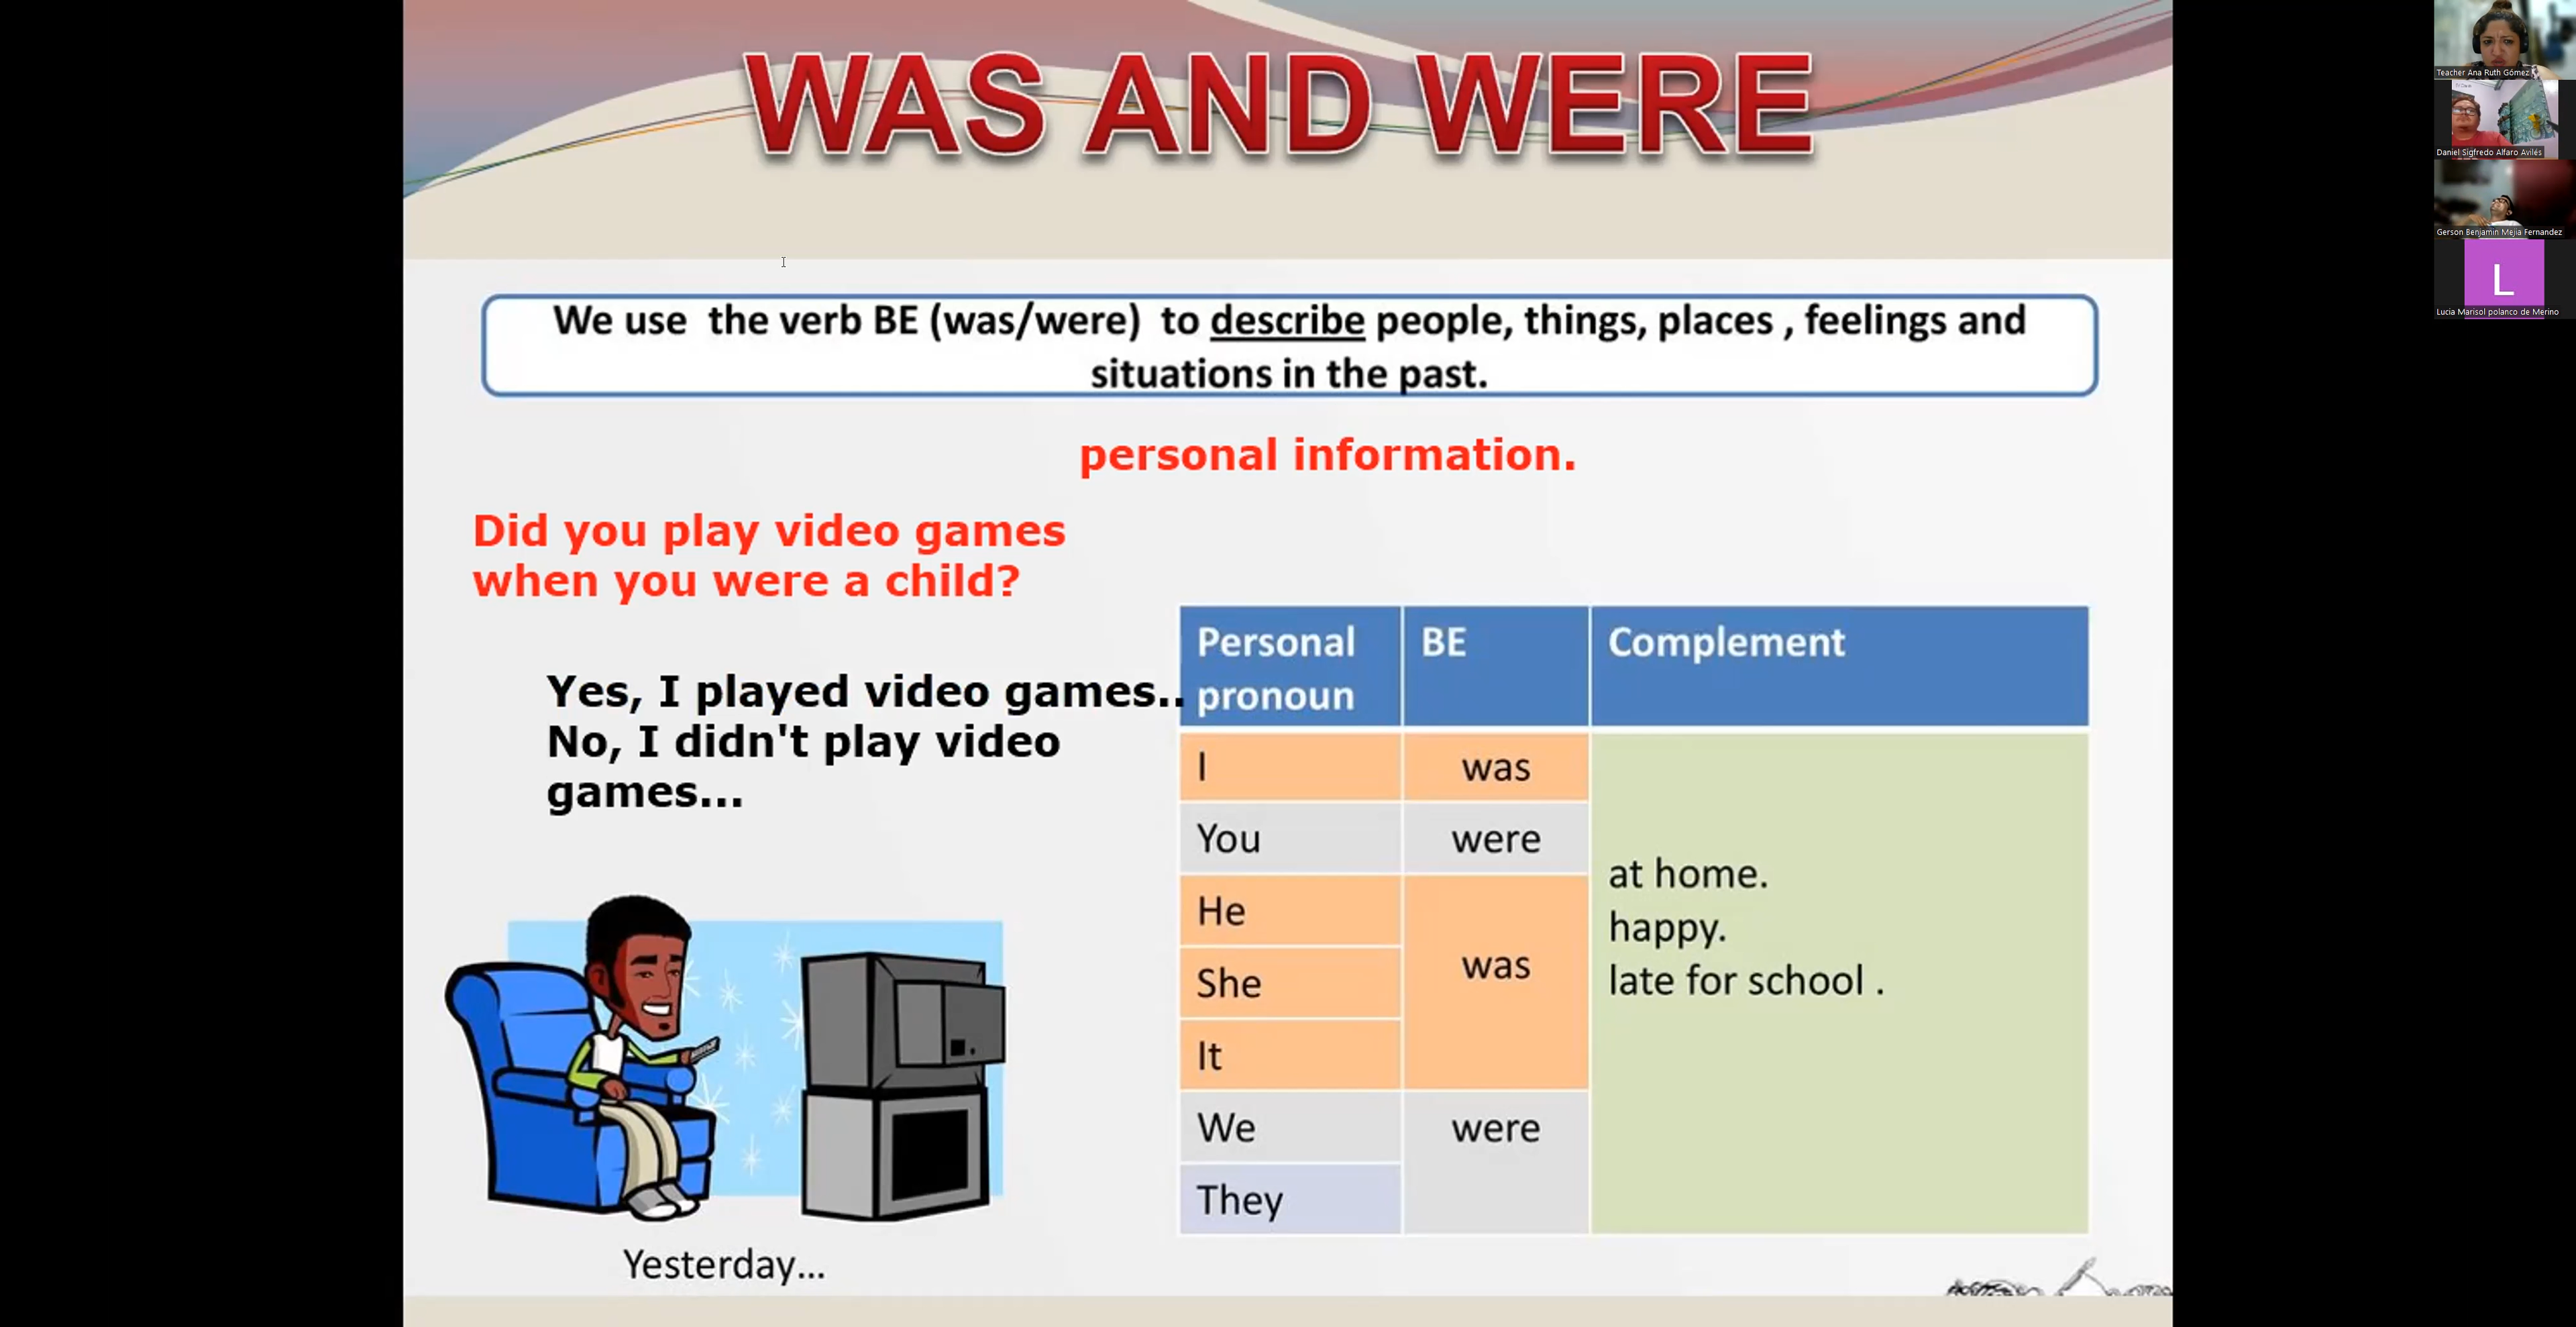 WAS AND WERE
We use the verb BE (was/were) to describe people, things, places , feelings and
situations in the past.
personal information.
Did you play video games
when you were a child?
Yes, I played video games..
No, I didn't play video
games...
Personal pronoun BE Complement
I was
You were
He
She was
It
We were
They
at home.
happy.
late for school .
Yesterday...
Teacher Ana Ruth Gómez
Daniel Sigfredo Alfaro Avilés
Gerson Benjamin Mejia Fernandez
L
Lucia Marisol polanco de Merino